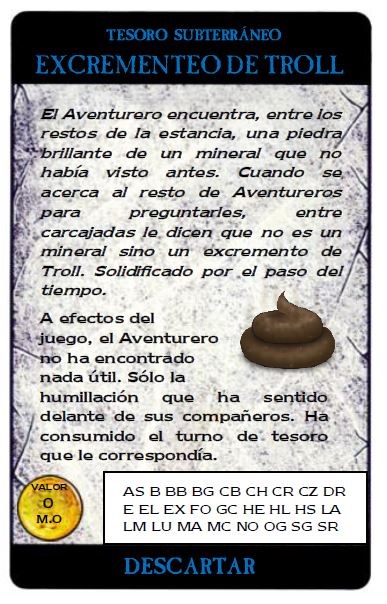 TESORO SUBTERRÁNEO
EXCREMENTEO DE TROLL
El Aventurero encuentra, entre los
restos de la estancia, una piedra
brillante de un mineral que no
había visto antes. Cuando se
acerca al resto de Aventureros
para preguntarles, entre
carcajadas le dicen que no es un
mineral sino un excremento de
Troll. Solidificado por el paso del
tiempo.
A efectos del
juego, el Aventurero
no ha encontrado
nada útil. Sólo la
humillación que ha sentido
delante de sus compañeros. Ha
consumido el turno de tesoro
que le correspondía.
VALOR
0
M.O
AS B BB BG CB CH CR CZ DR
E EL EX FO GC HE HL HS LA
LM LU MA MC NO OG SG SR
DESCARTAR